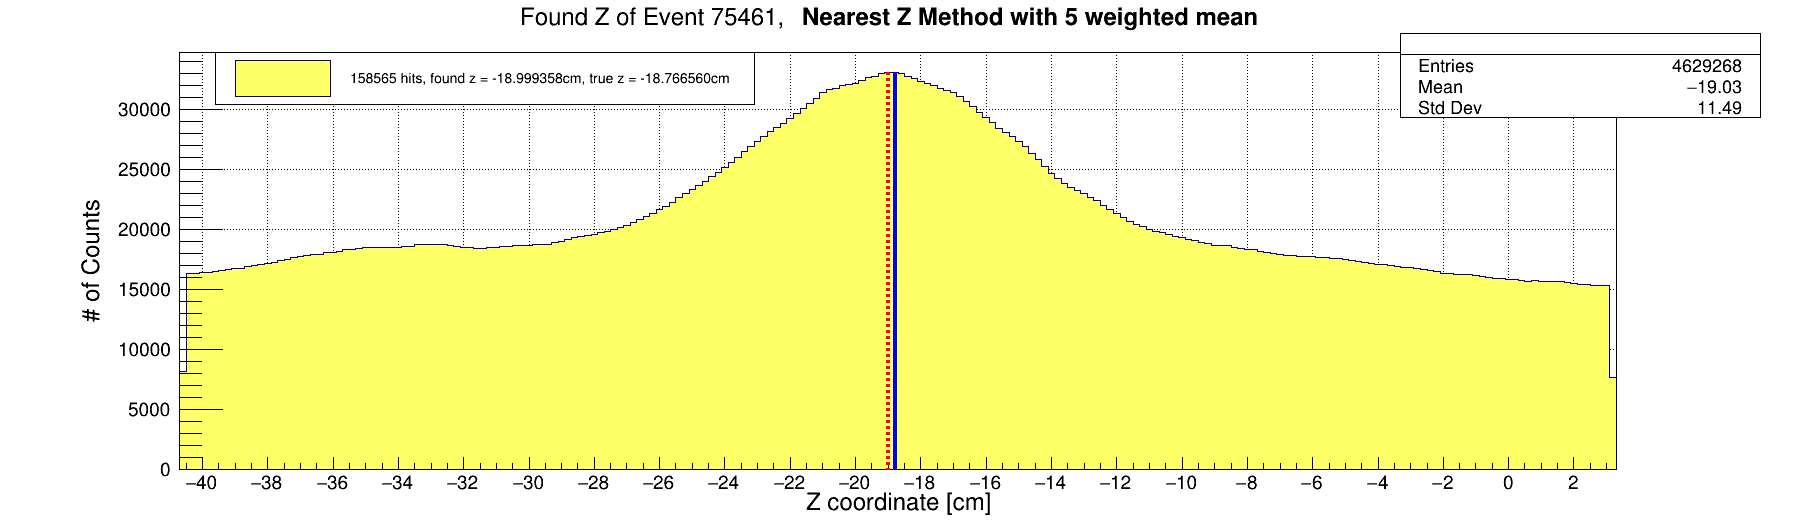 Found Z of Event 75461, Nearest Z Method with 5 weighted mean
158565 hits, found z = -18.999358cm, true z = -18.766560cm
Entries 4629268
Mean −19.03
Std Dev 11.49
# of Counts
30000
25000
20000
15000
10000
5000
0
−40 −38 −36 −34 −32 −30 −28 −26 −24 −22 −20 −18 −16 −14 −12 −10 −8 −6 −4 −2 0 2
Z coordinate [cm]